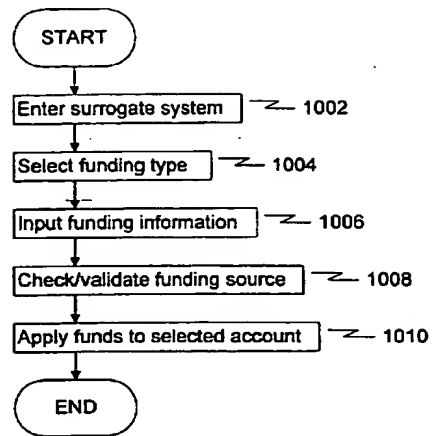 START
Enter surrogate system 1002
Select funding type 1004
Input funding information 1006
Check/validate funding source 1008
Apply funds to selected account 1010
END